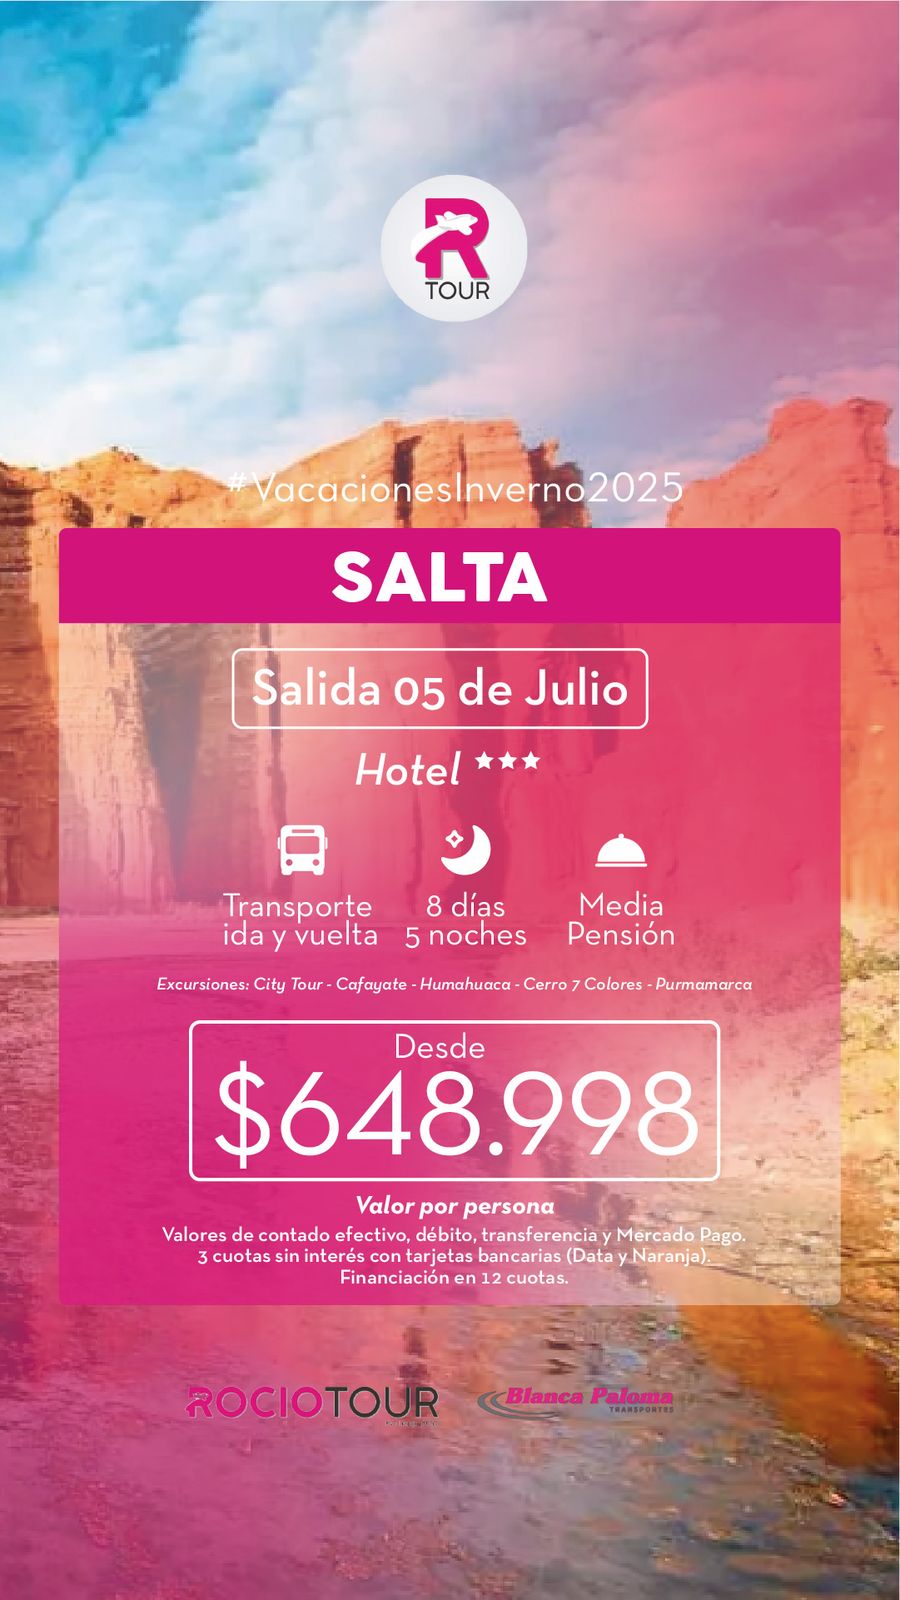 R
TOUR
#VacacionesInverno2025
SALTA
Salida 05 de Julio
Hotel ★★★
Transporte
ida y vuelta
8 días
5 noches
Media
Pensión
Excursiones: City Tour - Cafayate - Humahuaca - Cerro 7 Colores - Purmamarca
Desde
$648.998
Valor por persona
Valores de contado efectivo, débito, transferencia y Mercado Pago.
3 cuotas sin interés con tarjetas bancarias (Data y Naranja).
Financiación en 12 cuotas.
ROCIOTOUR
Blanca Paloma
TRANSPORTES